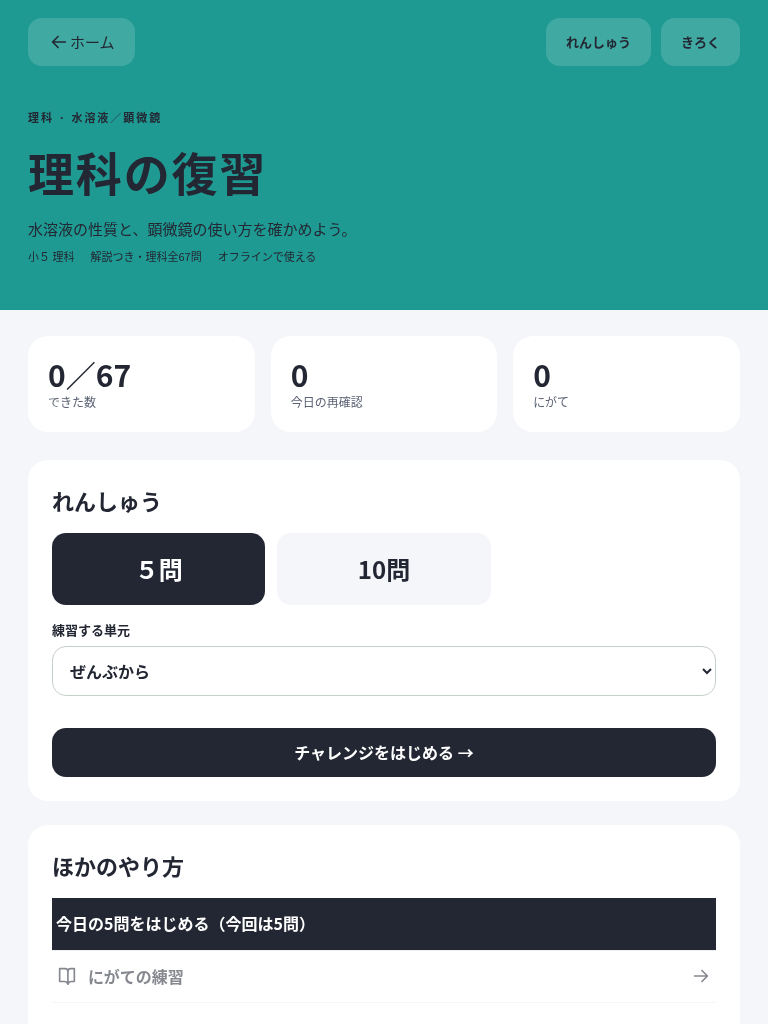 ← ホーム
れんしゅう
きろく
理科 · 水溶液／顕微鏡
理科の復習
水溶液の性質と、顕微鏡の使い方を確かめよう。
小５ 理科 解説つき・理科全67問 オフラインで使える
0／67
できた数
0
今日の再確認
0
にがて
れんしゅう
５問
10問
練習する単元
ぜんぶから
チャレンジをはじめる →
ほかのやり方
今日の5問をはじめる（今回は5問）
にがての練習